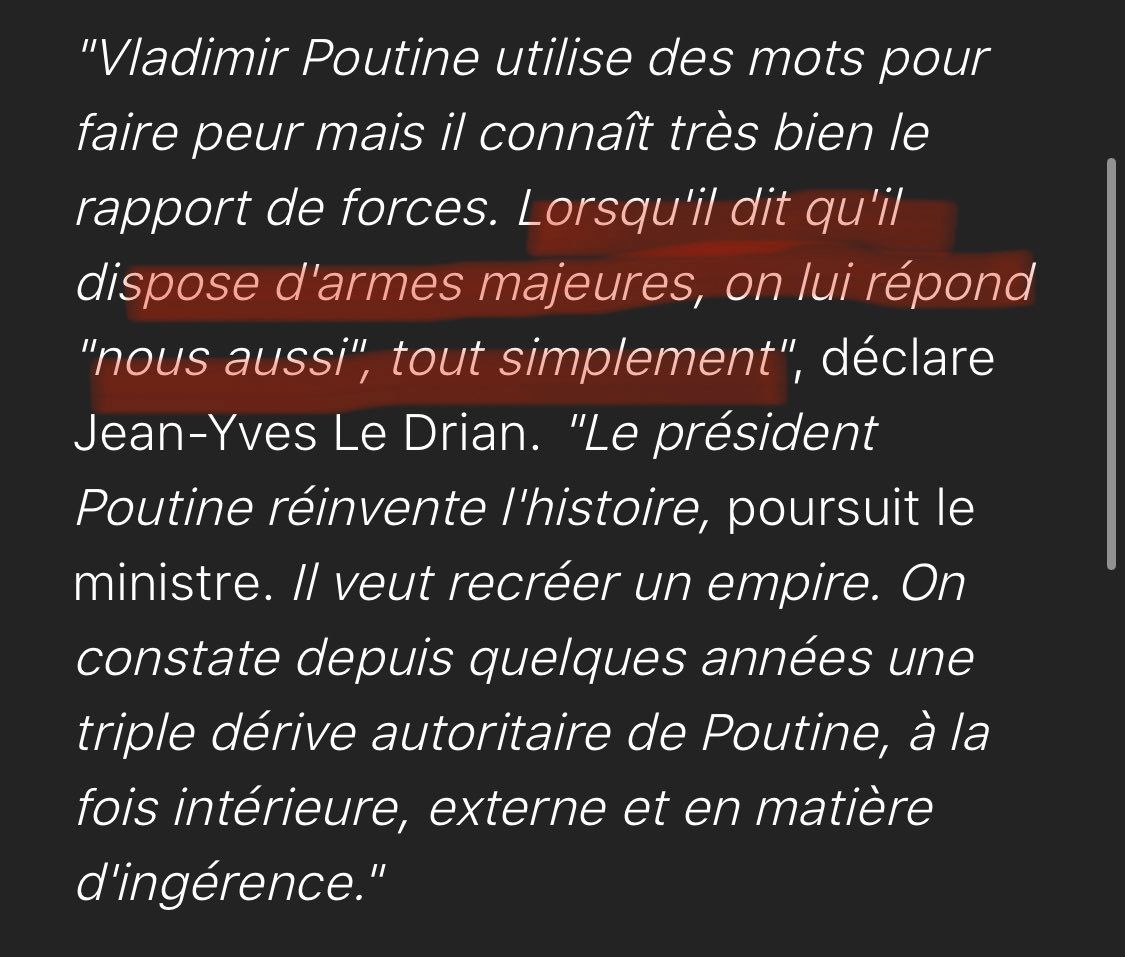 "Vladimir Poutine utilise des mots pour
faire peur mais il connaît très bien le
rapport de forces. Lorsqu'il dit qu'il
dispose d'armes majeures, on lui répond
"nous aussi", tout simplement", déclare
Jean-Yves Le Drian. "Le président
Poutine réinvente l'histoire, poursuit le
ministre. Il veut recréer un empire. On
constate depuis quelques années une
triple dérive autoritaire de Poutine, à la
fois intérieure, externe et en matière
d'ingérence."